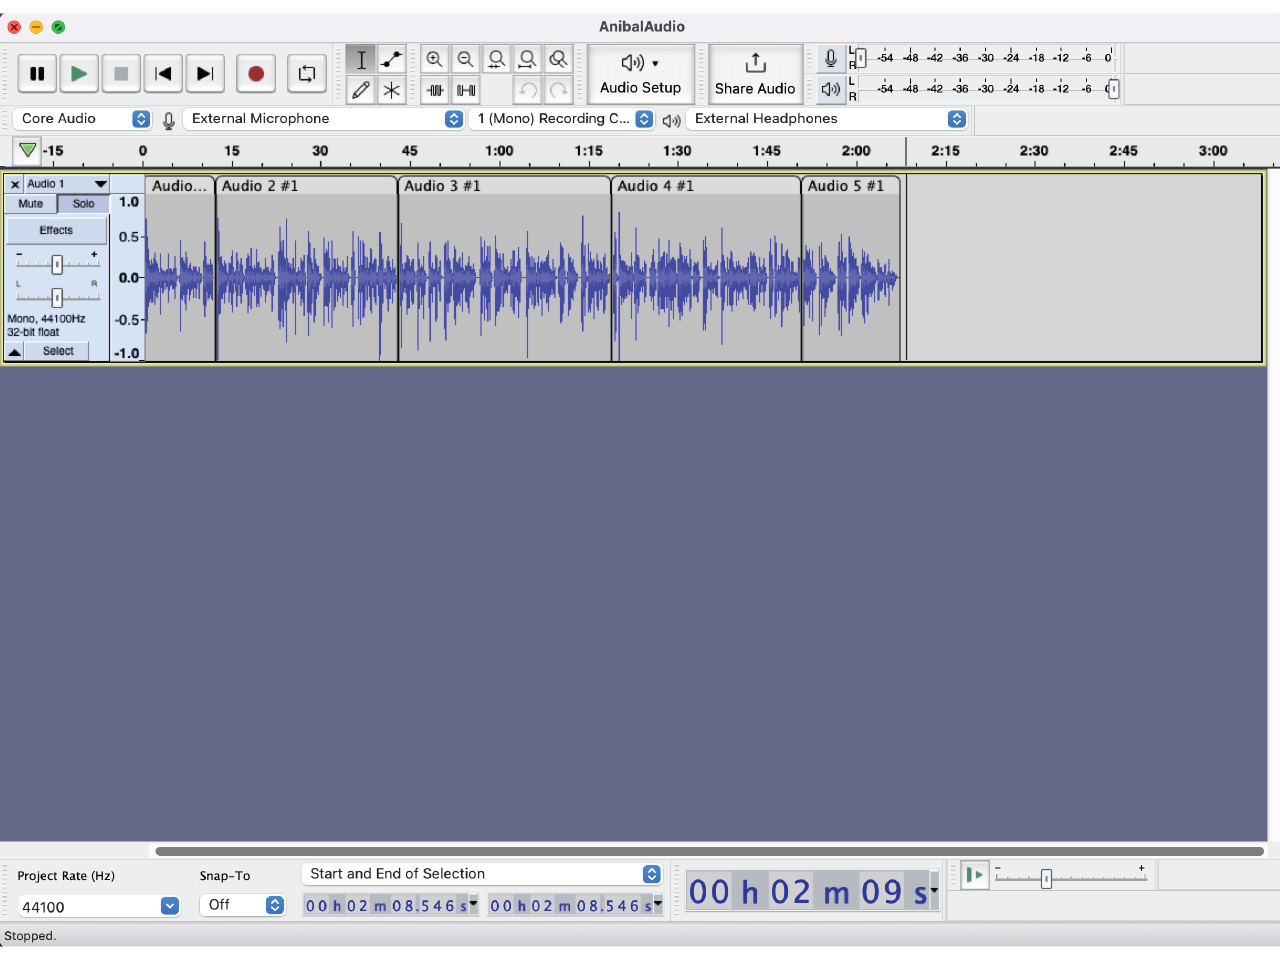 AnibalAudio
Audio Setup
Share Audio
L
R
-54 -48 -42 -36 -30 -24 -18 -12 -6 0
L
R
-54 -48 -42 -36 -30 -24 -18 -12 -6
Core Audio
External Microphone
1 (Mono) Recording C...
External Headphones
-15 0 15 30 45 1:00 1:15 1:30 1:45 2:00 2:15 2:30 2:45 3:00
Audio 1
Audio...
Audio 2 #1
Audio 3 #1
Audio 4 #1
Audio 5 #1
Mute Solo
Effects
- +
L R
Mono, 44100Hz
32-bit float
Select
1.0
0.5
0.0
-0.5
-1.0
Project Rate (Hz)
Snap-To
Start and End of Selection
44100
Off
00 h 02 m 08.546 s
00 h 02 m 08.546 s
00 h 02 m 09 s
- +
Stopped.